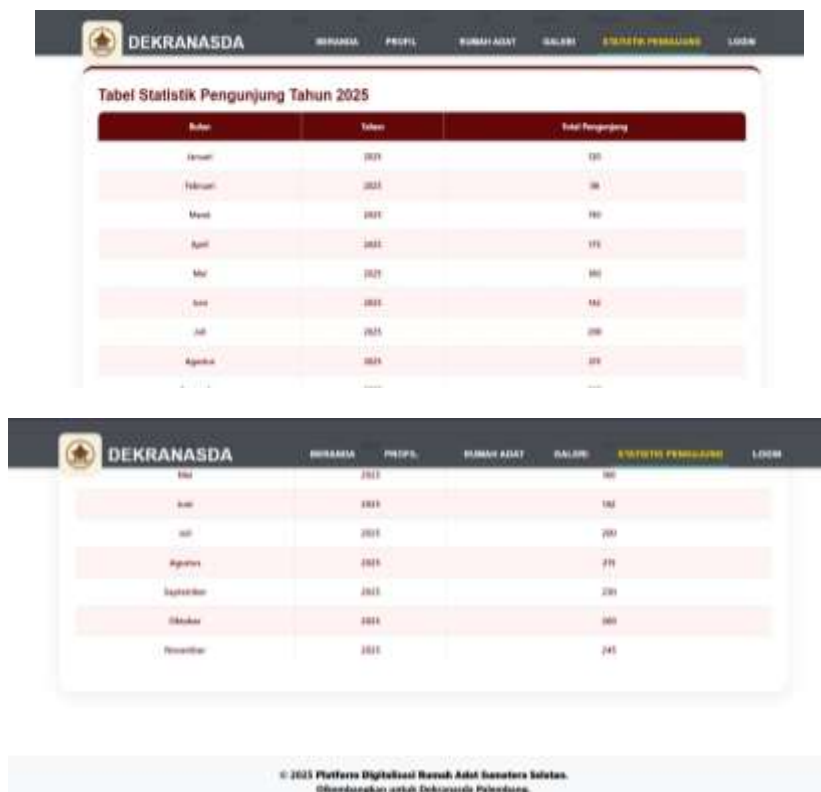 DEKRANASDA BERANDA PROFIL RUMAH ADAT GALERI STATISTIK PENGUNJUNG LOGIN
Tabel Statistik Pengunjung Tahun 2025
Bulan Tahun Total Pengunjung
Januari 2025 120
Februari 2025
Maret 2025
April 2025 175
Mei 2025
Juni 2025
Juli 2025 200
Agustus 2025
DEKRANASDA BERANDA PROFIL RUMAH ADAT GALERI STATISTIK PENGUNJUNG LOGIN
Mei 2025
Juni 2025
Juli 2025 200
Agustus 2025
September 2025 230
Oktober 2025
November 2025 245
© 2025 Platform Digitalisasi Rumah Adat Sumatera Selatan.
Dikembangkan untuk Dekranasda Palembang.